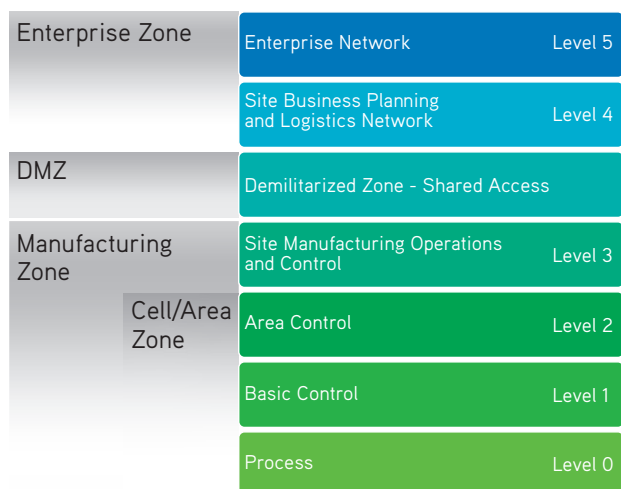 Enterprise Zone
Enterprise Network Level 5
Site Business Planning
and Logistics Network Level 4
DMZ
Demilitarized Zone - Shared Access
Manufacturing
Zone
Site Manufacturing Operations
and Control Level 3
Cell/Area
Zone
Area Control Level 2
Basic Control Level 1
Process Level 0